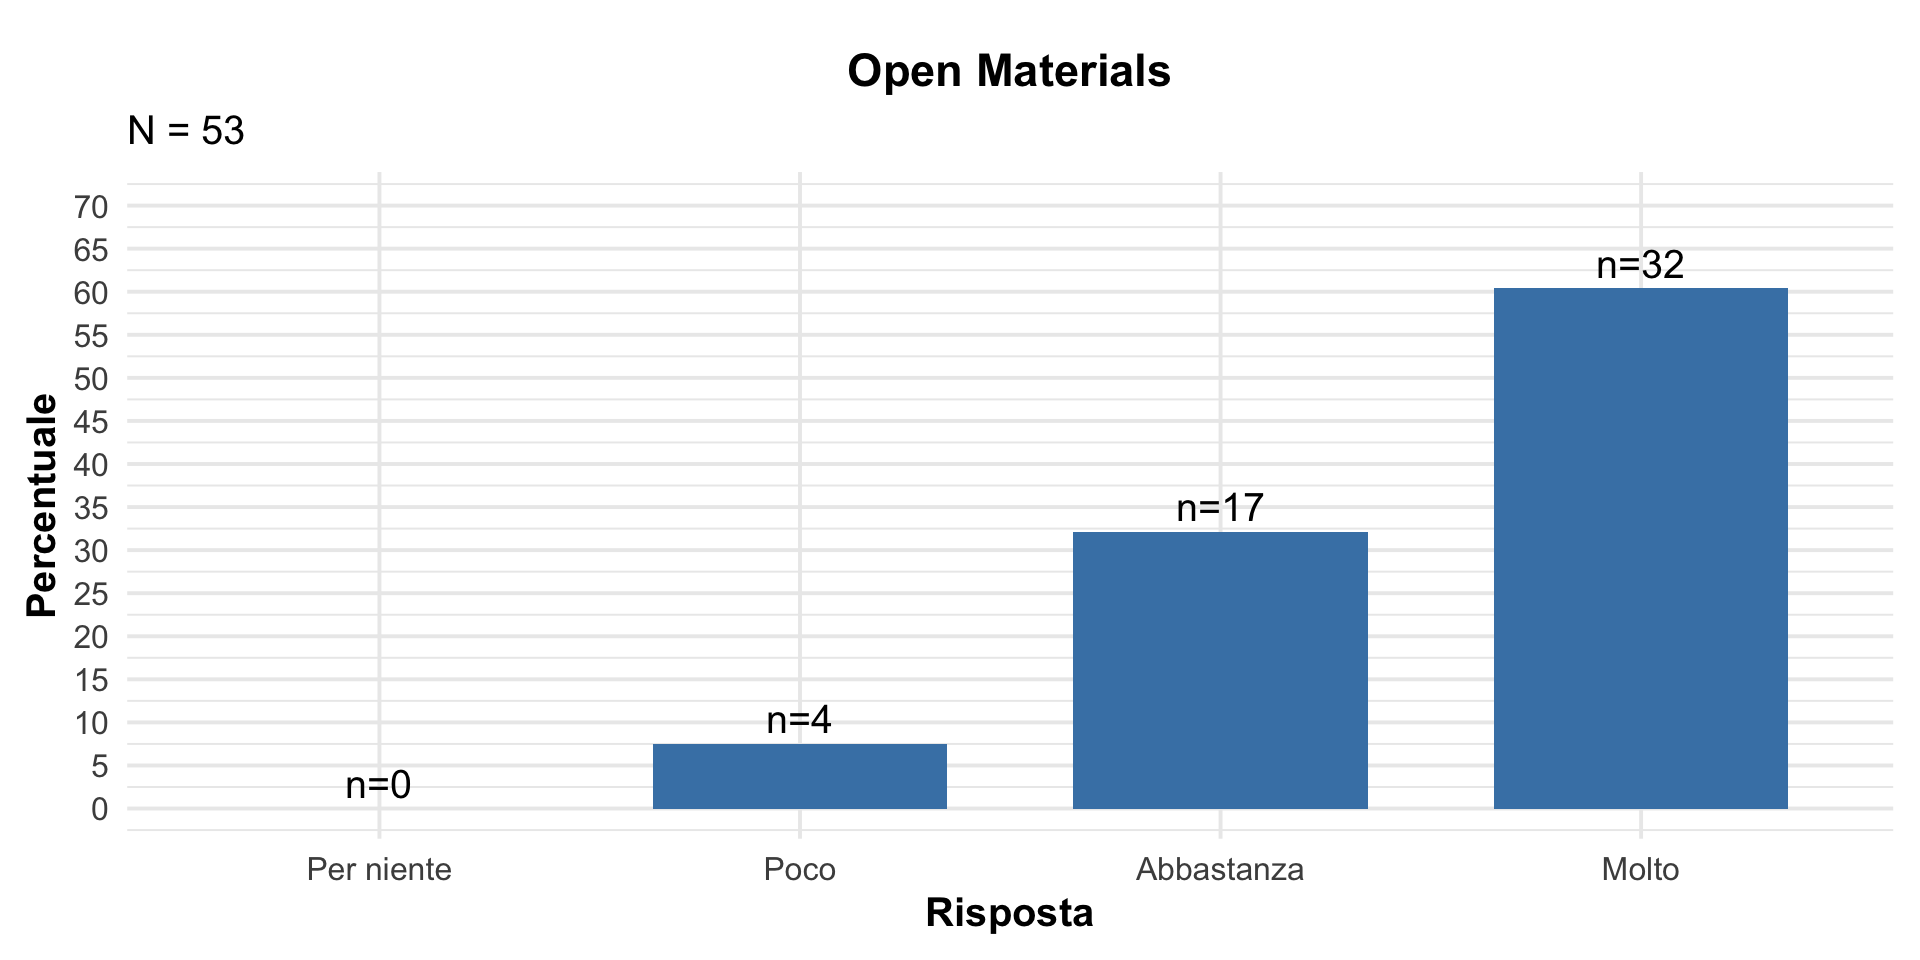 Open Materials
N = 53
70
65
60
55
50
45
40
35
30
25
20
15
10
5
0
Percentuale
n=0
n=4
n=17
n=32
Per niente
Poco
Abbastanza
Molto
Risposta